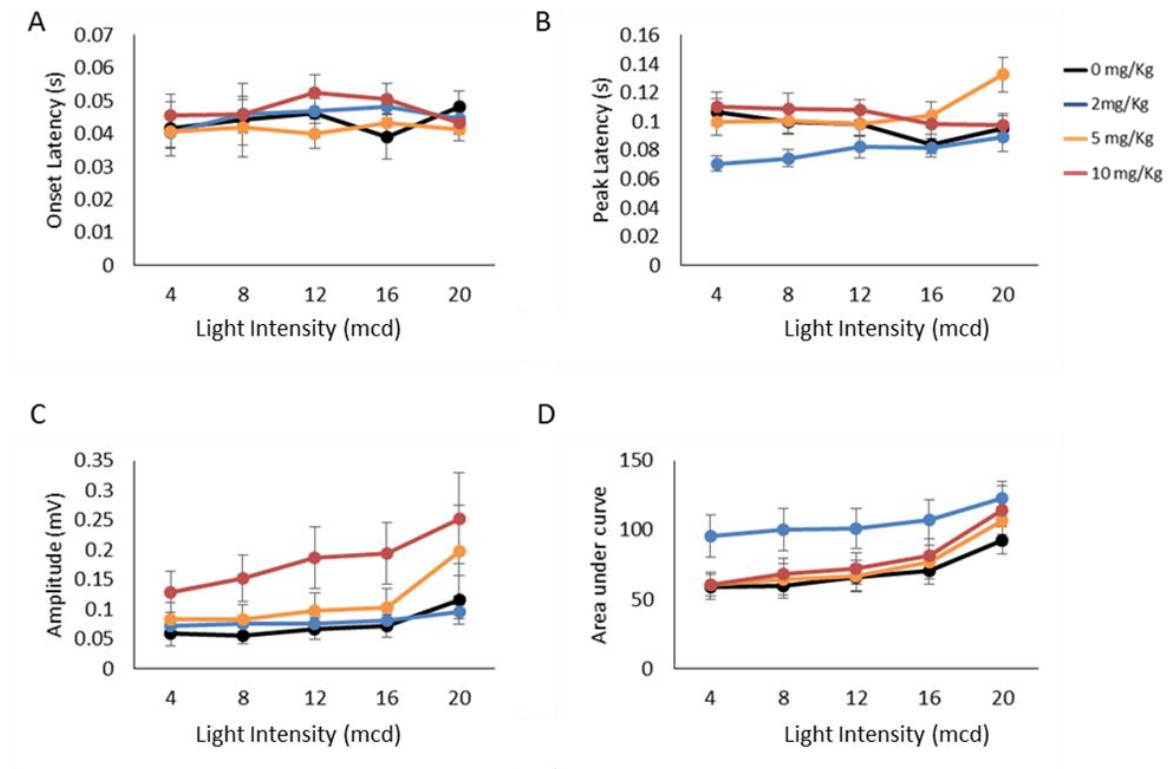 A
Onset Latency (s)
0.07
0.06
0.05
0.04
0.03
0.02
0.01
0
4 8 12 16 20
Light Intensity (mcd)
B
Peak Latency (s)
0.16
0.14
0.12
0.1
0.08
0.06
0.04
0.02
0
4 8 12 16 20
Light Intensity (mcd)
0 mg/Kg
2mg/Kg
5 mg/Kg
10 mg/Kg
C
Amplitude (mV)
0.35
0.3
0.25
0.2
0.15
0.1
0.05
0
4 8 12 16 20
Light Intensity (mcd)
D
Area under curve
150
100
50
0
4 8 12 16 20
Light Intensity (mcd)